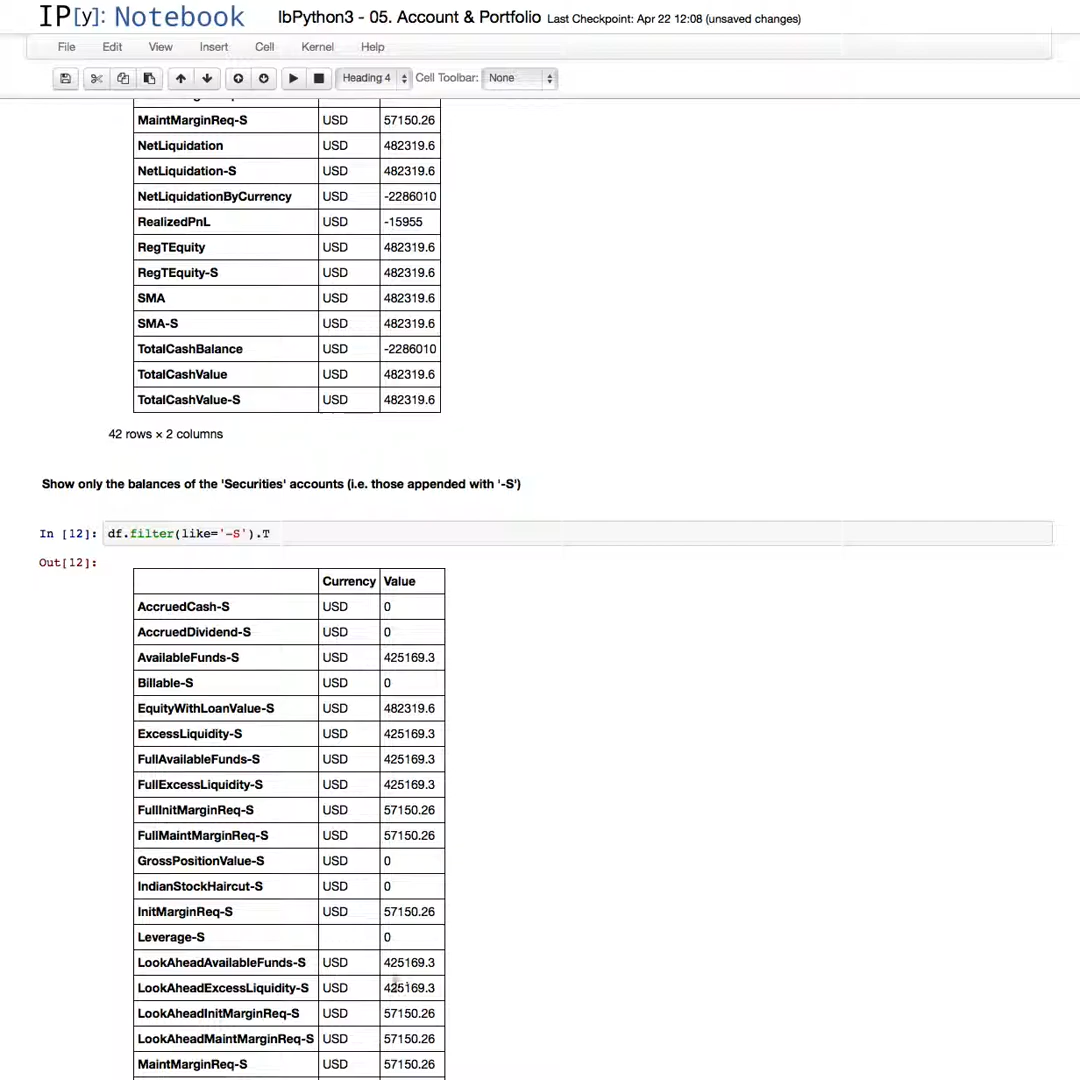 IP[y]: Notebook IbPython3 - 05. Account & Portfolio Last Checkpoint: Apr 22 12:08 (unsaved changes)
File Edit View Insert Cell Kernel Help
Heading 4 Cell Toolbar: None
MaintMarginReq-S USD 57150.26
NetLiquidation USD 482319.6
NetLiquidation-S USD 482319.6
NetLiquidationByCurrency USD -2286010
RealizedPnL USD -15955
RegTEquity USD 482319.6
RegTEquity-S USD 482319.6
SMA USD 482319.6
SMA-S USD 482319.6
TotalCashBalance USD -2286010
TotalCashValue USD 482319.6
TotalCashValue-S USD 482319.6
42 rows × 2 columns
Show only the balances of the 'Securities' accounts (i.e. those appended with '-S')
In [12]: df.filter(like='-S').T
Out[12]:
Currency Value
AccruedCash-S USD 0
AccruedDividend-S USD 0
AvailableFunds-S USD 425169.3
Billable-S USD 0
EquityWithLoanValue-S USD 482319.6
ExcessLiquidity-S USD 425169.3
FullAvailableFunds-S USD 425169.3
FullExcessLiquidity-S USD 425169.3
FullInitMarginReq-S USD 57150.26
FullMaintMarginReq-S USD 57150.26
GrossPositionValue-S USD 0
IndianStockHaircut-S USD 0
InitMarginReq-S USD 57150.26
Leverage-S 0
LookAheadAvailableFunds-S USD 425169.3
LookAheadExcessLiquidity-S USD 425169.3
LookAheadInitMarginReq-S USD 57150.26
LookAheadMaintMarginReq-S USD 57150.26
MaintMarginReq-S USD 57150.26